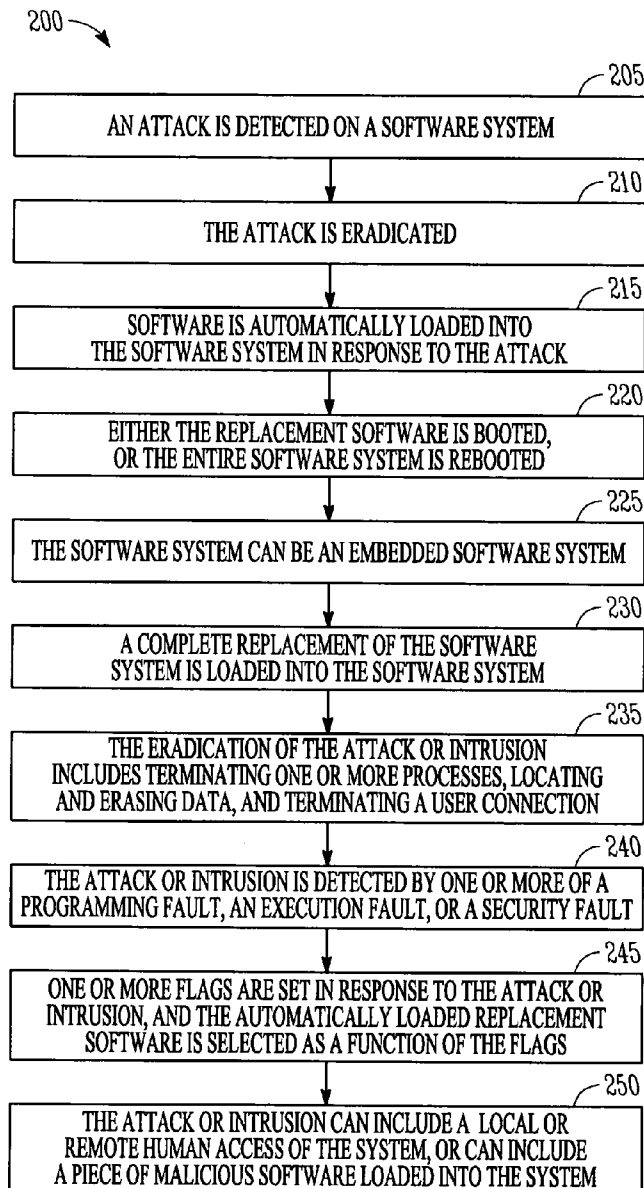 200
205
AN ATTACK IS DETECTED ON A SOFTWARE SYSTEM
210
THE ATTACK IS ERADICATED
215
SOFTWARE IS AUTOMATICALLY LOADED INTO
THE SOFTWARE SYSTEM IN RESPONSE TO THE ATTACK
220
EITHER THE REPLACEMENT SOFTWARE IS BOOTED,
OR THE ENTIRE SOFTWARE SYSTEM IS REBOOTED
225
THE SOFTWARE SYSTEM CAN BE AN EMBEDDED SOFTWARE SYSTEM
230
A COMPLETE REPLACEMENT OF THE SOFTWARE
SYSTEM IS LOADED INTO THE SOFTWARE SYSTEM
235
THE ERADICATION OF THE ATTACK OR INTRUSION
INCLUDES TERMINATING ONE OR MORE PROCESSES, LOCATING
AND ERASING DATA, AND TERMINATING A USER CONNECTION
240
THE ATTACK OR INTRUSION IS DETECTED BY ONE OR MORE OF A
PROGRAMMING FAULT, AN EXECUTION FAULT, OR A SECURITY FAULT
245
ONE OR MORE FLAGS ARE SET IN RESPONSE TO THE ATTACK OR
INTRUSION, AND THE AUTOMATICALLY LOADED REPLACEMENT
SOFTWARE IS SELECTED AS A FUNCTION OF THE FLAGS
250
THE ATTACK OR INTRUSION CAN INCLUDE A LOCAL OR
REMOTE HUMAN ACCESS OF THE SYSTEM, OR CAN INCLUDE
A PIECE OF MALICIOUS SOFTWARE LOADED INTO THE SYSTEM